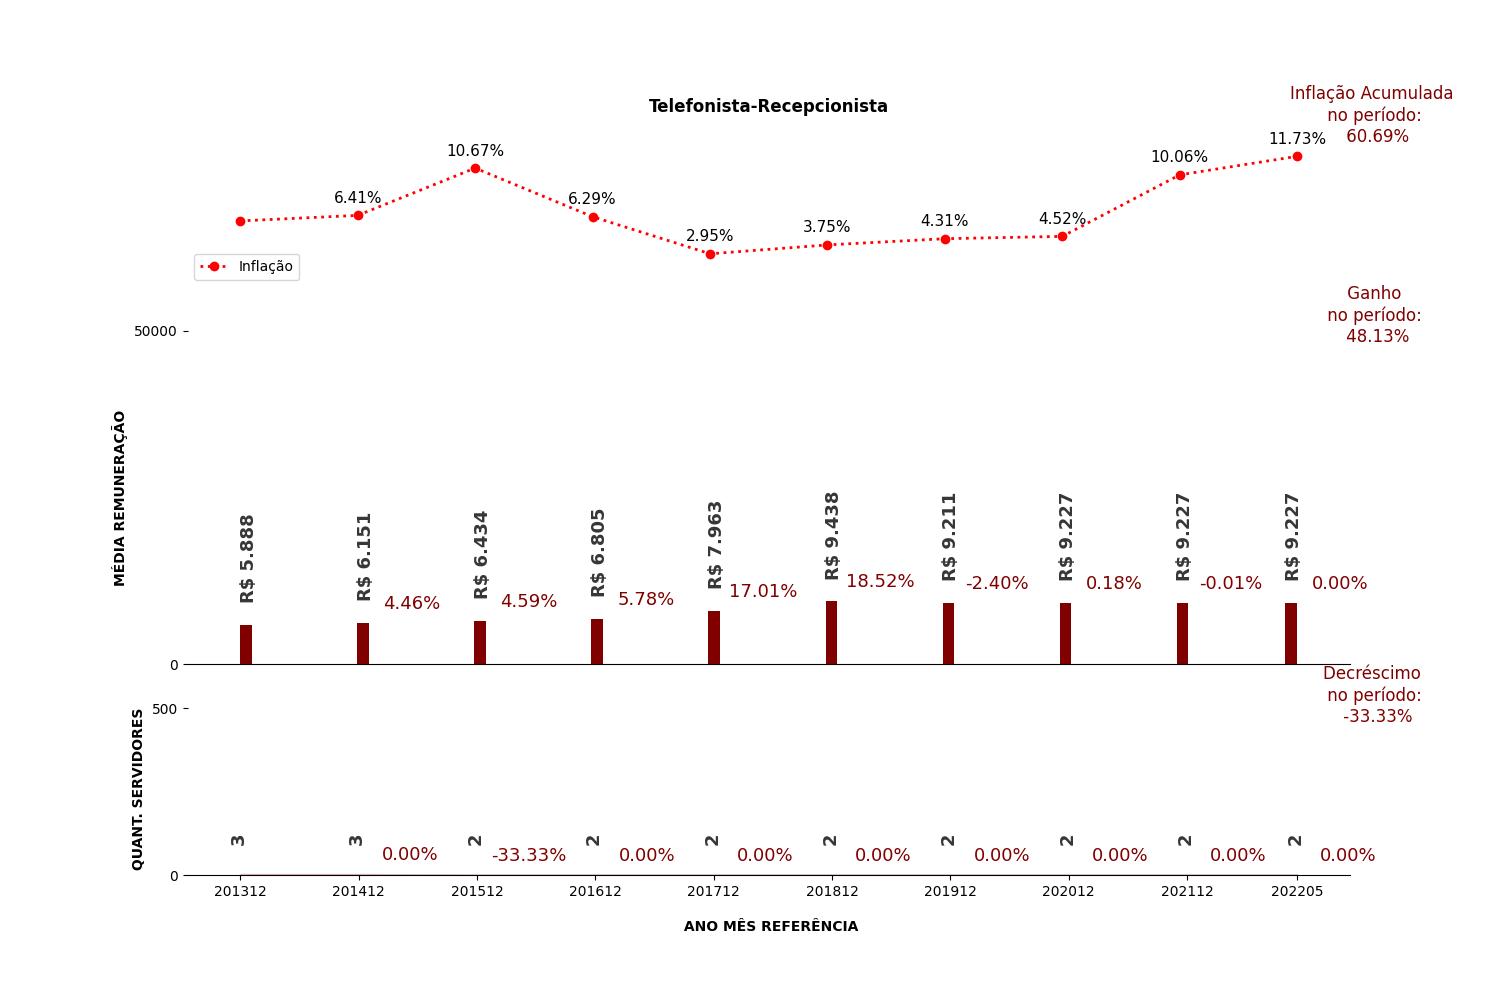 Telefonista-Recepcionista
Inflação Acumulada
no período:
60.69%
6.41%
10.67%
6.29%
2.95%
3.75%
4.31%
4.52%
10.06%
11.73%
Inflação
Ganho
no período:
48.13%
MÉDIA REMUNERAÇÃO
50000
0
R$ 5.888
R$ 6.151
R$ 6.434
R$ 6.805
R$ 7.963
R$ 9.438
R$ 9.211
R$ 9.227
R$ 9.227
R$ 9.227
4.46%
4.59%
5.78%
17.01%
18.52%
-2.40%
0.18%
-0.01%
0.00%
Decréscimo
no período:
-33.33%
QUANT. SERVIDORES
500
0
3
3
2
2
2
2
2
2
2
2
0.00%
-33.33%
0.00%
0.00%
0.00%
0.00%
0.00%
0.00%
0.00%
201312
201412
201512
201612
201712
201812
201912
202012
202112
202205
ANO MÊS REFERÊNCIA